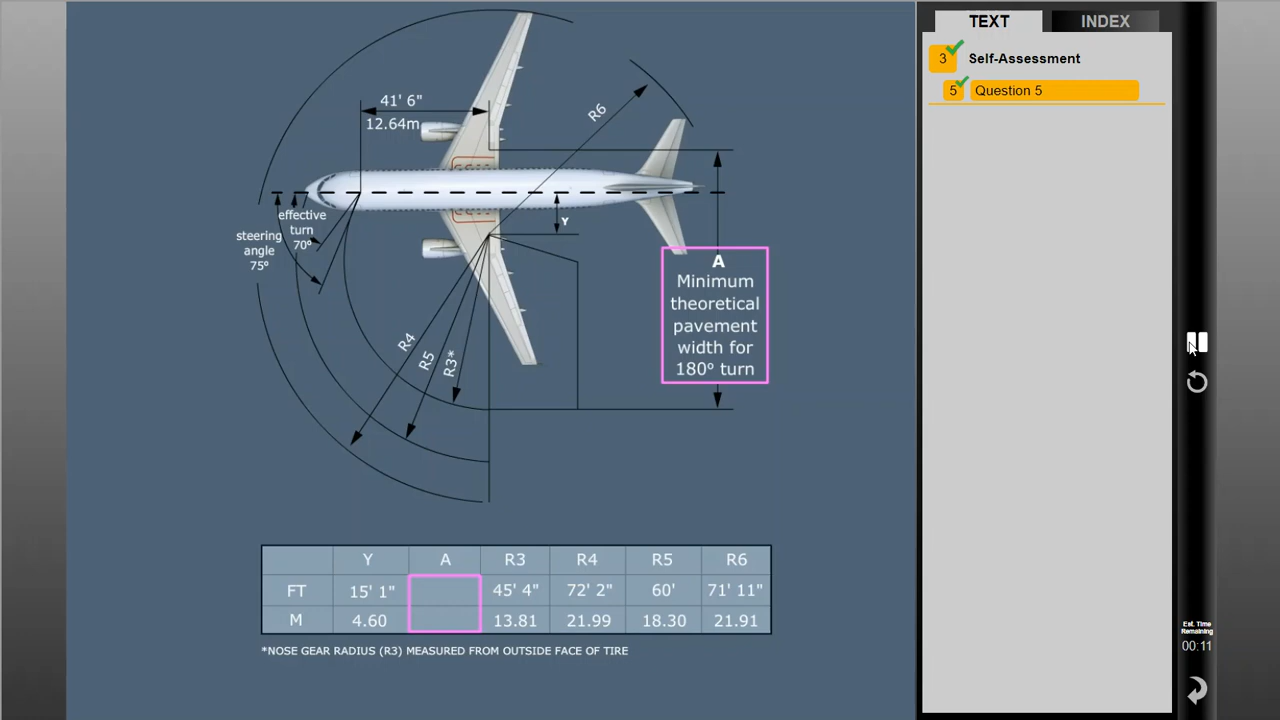 TEXT
INDEX
3 Self-Assessment
5 Question 5
41' 6"
12.64m
R6
effective
turn
70º
steering
angle
75º
Y
A
Minimum
theoretical
pavement
width for
180º turn
R4
R5
R3*
Y A R3 R4 R5 R6
FT 15' 1" 45' 4" 72' 2" 60' 71' 11"
M 4.60 13.81 21.99 18.30 21.91
*NOSE GEAR RADIUS (R3) MEASURED FROM OUTSIDE FACE OF TIRE
Est. Time
Remaining
00:11